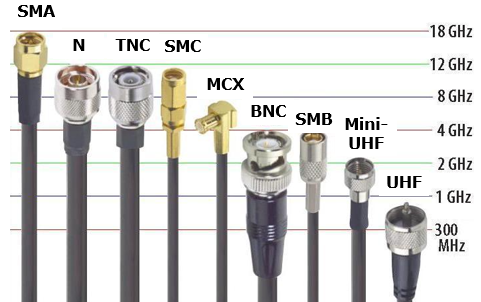 SMA
18 GHz
N
TNC
SMC
12 GHz
MCX
8 GHz
BNC
SMB
Mini-
UHF
4 GHz
2 GHz
UHF
1 GHz
300
MHz